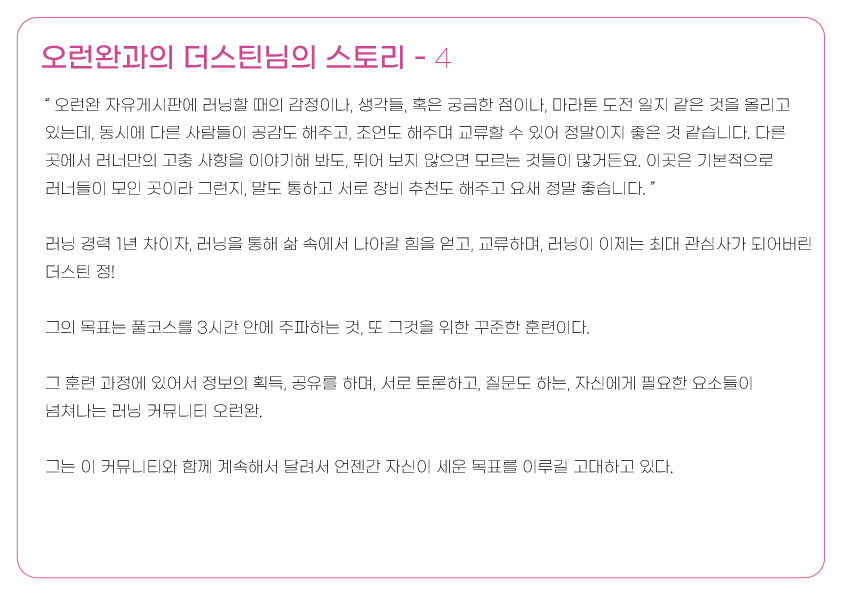 오런완과의 더스틴님의 스토리 - 4
“ 오런완 자유게시판에 러닝할 때의 감정이나, 생각들, 혹은 궁금한 점이나, 마라톤 도전 일지 같은 것을 올리고
있는데, 동시에 다른 사람들이 공감도 해주고, 조언도 해주며 교류할 수 있어 정말이지 좋은 것 같습니다. 다른
곳에서 러너만의 고충 사항을 이야기해 봐도, 뛰어 보지 않으면 모르는 것들이 많거든요. 이곳은 기본적으로
러너들이 모인 곳이라 그런지, 말도 통하고 서로 장비 추천도 해주고 요새 정말 좋습니다. ”
러닝 경력 1년 차이자, 러닝을 통해 삶 속에서 나아갈 힘을 얻고, 교류하며, 러닝이 이제는 최대 관심사가 되어버린
더스틴 정!
그의 목표는 풀코스를 3시간 안에 주파하는 것, 또 그것을 위한 꾸준한 훈련이다.
그 훈련 과정에 있어서 정보의 획득, 공유를 하며, 서로 토론하고, 질문도 하는, 자신에게 필요한 요소들이
넘쳐나는 러닝 커뮤니티 오런완.
그는 이 커뮤니티와 함께 계속해서 달려서 언젠간 자신이 세운 목표를 이루길 고대하고 있다.